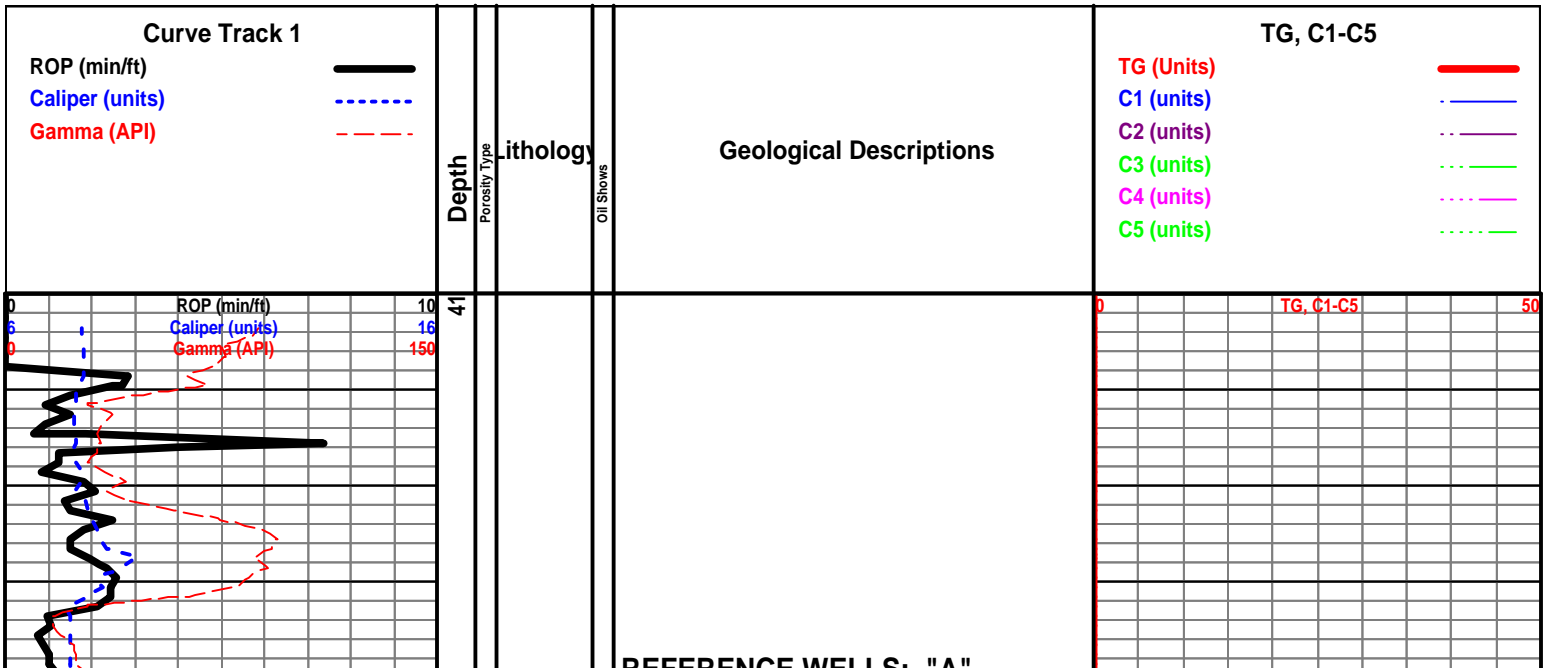 Curve Track 1
ROP (min/ft)
Caliper (units)
Gamma (API)
Depth
Porosity Type
Lithology
Oil Shows
Geological Descriptions
TG, C1-C5
TG (Units)
C1 (units)
C2 (units)
C3 (units)
C4 (units)
C5 (units)
0 ROP (min/ft) 10
6 Caliper (units) 16
0 Gamma (API) 150
41
0 TG, C1-C5 50
REFERENCE WELLS: "A"